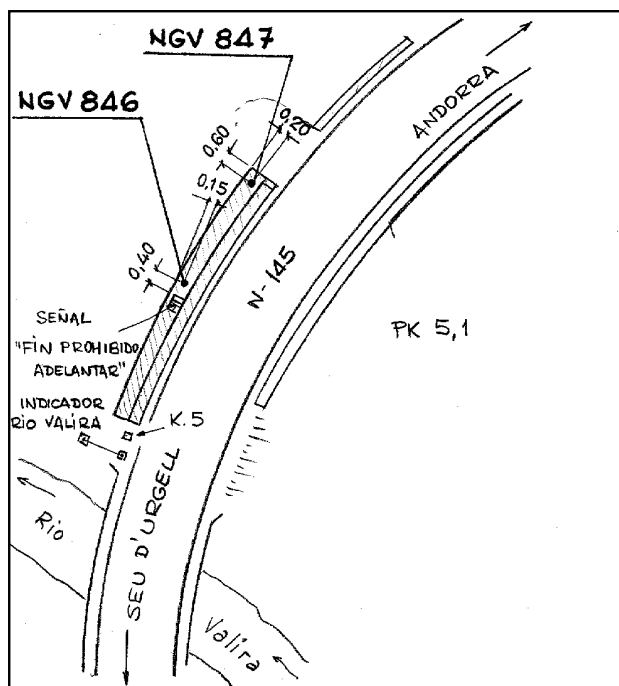 NGV 847
NGV 846
0,20
0,60
0,15
0,40
ANDORRA
N-145
PK 5,1
SEÑAL
"FIN PROHIBIDO
ADELANTAR"
INDICADOR
RIO VALIRA
K.5
SEU D'URGELL
Rio
Valira